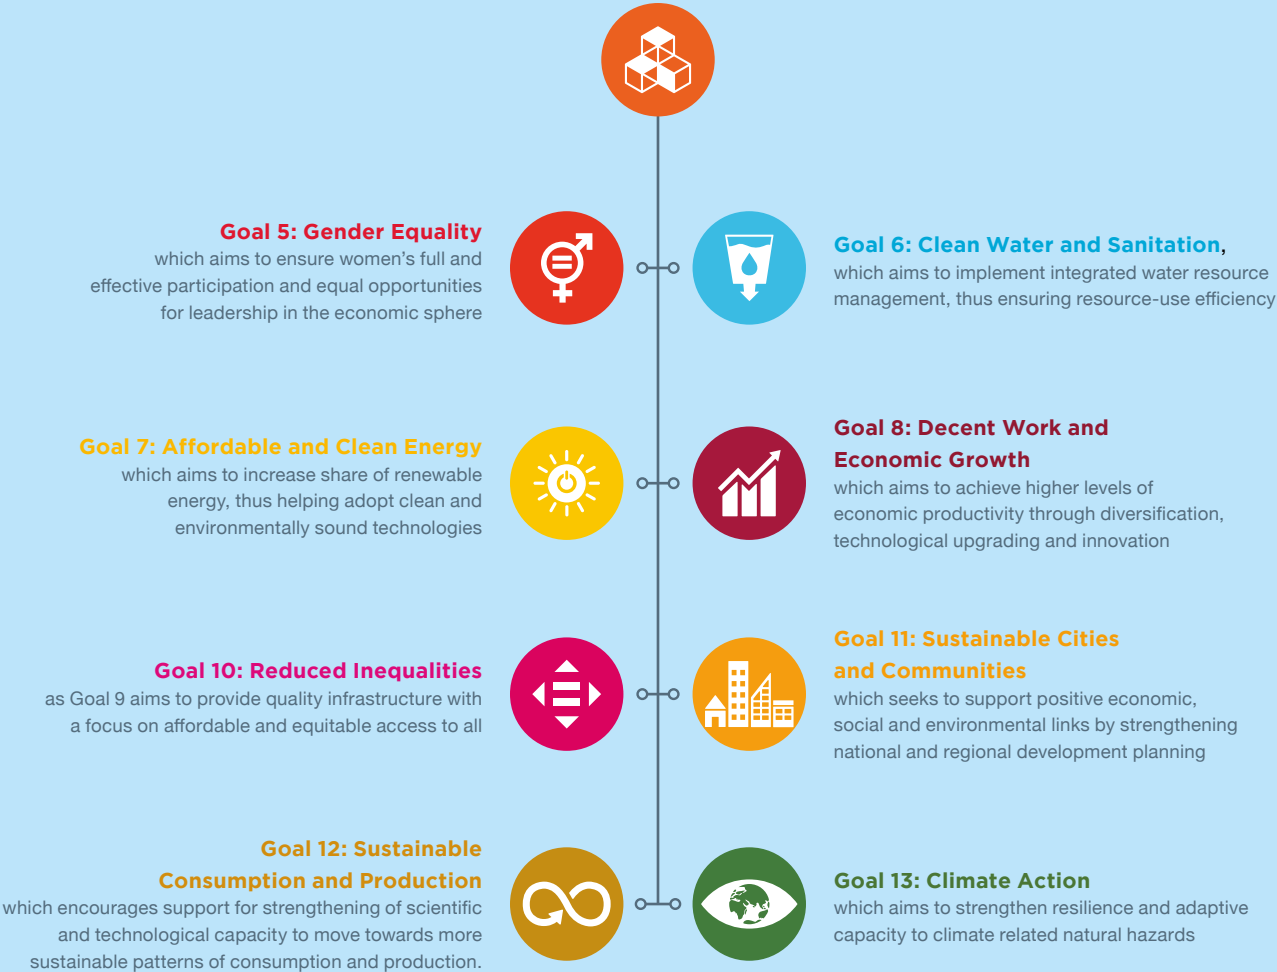 Goal 5: Gender Equality
which aims to ensure women’s full and
effective participation and equal opportunities
for leadership in the economic sphere
Goal 6: Clean Water and Sanitation,
which aims to implement integrated water resource
management, thus ensuring resource-use efficiency
Goal 7: Affordable and Clean Energy
which aims to increase share of renewable
energy, thus helping adopt clean and
environmentally sound technologies
Goal 8: Decent Work and
Economic Growth
which aims to achieve higher levels of
economic productivity through diversification,
technological upgrading and innovation
Goal 10: Reduced Inequalities
as Goal 9 aims to provide quality infrastructure with
a focus on affordable and equitable access to all
Goal 11: Sustainable Cities
and Communities
which seeks to support positive economic,
social and environmental links by strengthening
national and regional development planning
Goal 12: Sustainable
Consumption and Production
which encourages support for strengthening of scientific
and technological capacity to move towards more
sustainable patterns of consumption and production.
Goal 13: Climate Action
which aims to strengthen resilience and adaptive
capacity to climate related natural hazards